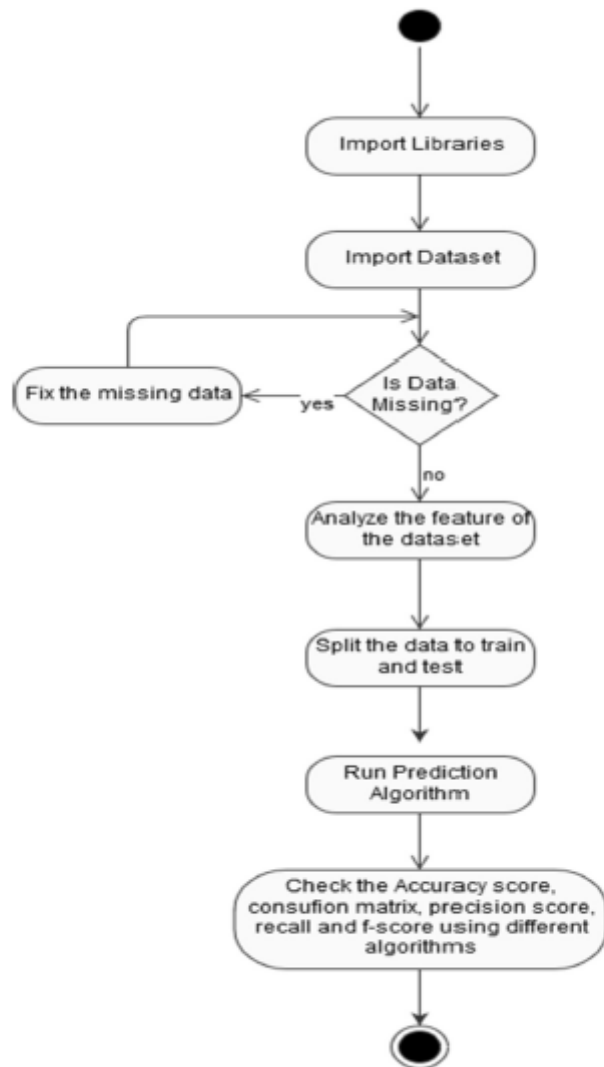 Import Libraries
Import Dataset
Is Data
Missing?
Fix the missing data
yes
no
Analyze the feature of
the dataset
Split the data to train
and test
Run Prediction
Algorithm
Check the Accuracy score,
consufion matrix, precision score,
recall and f-score using different
algorithms